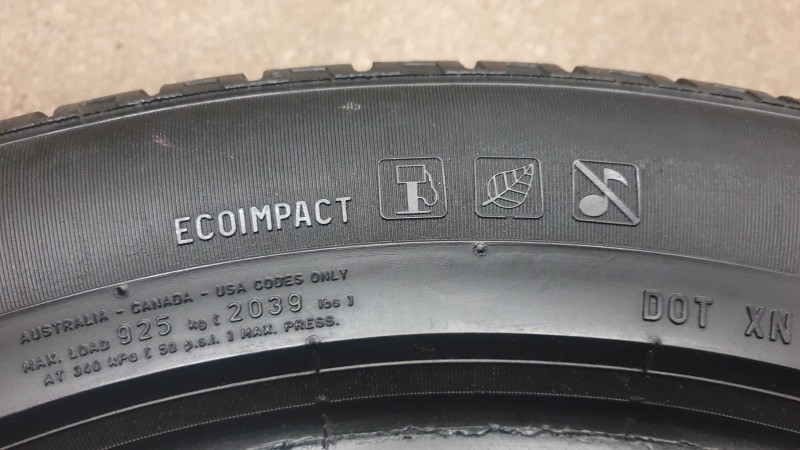 ECOIMPACT
AUSTRALIA - CANADA - USA CODES ONLY
MAX. LOAD 925 kg [ 2039 lbs ]
AT 340 kPa [ 50 p.s.i. ] MAX. PRESS.
DOT XN